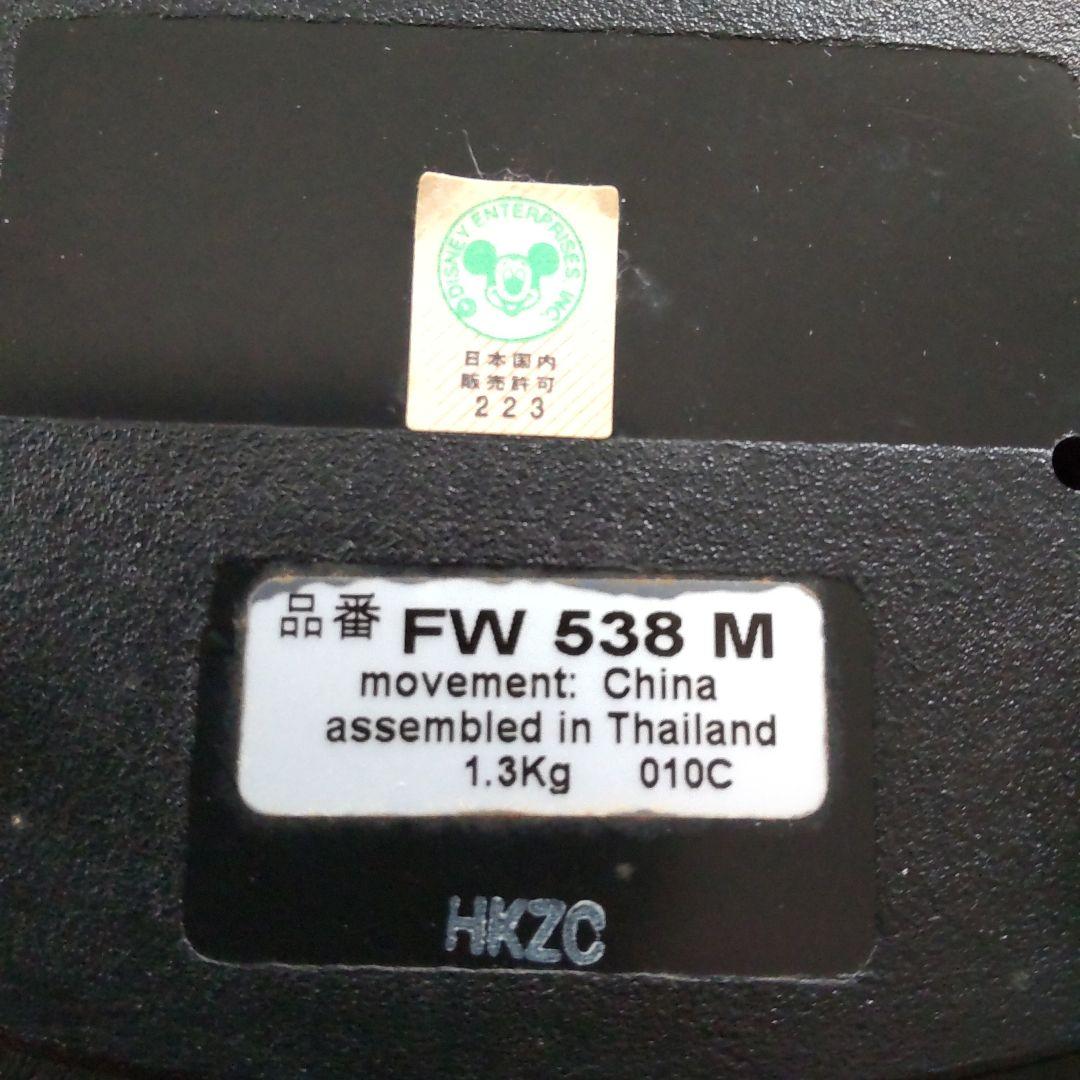 © DISNEY ENTERPRISES, INC.
日本国内
販売許可
223
品番 FW 538 M
movement: China
assembled in Thailand
1.3Kg 010C
HKZC